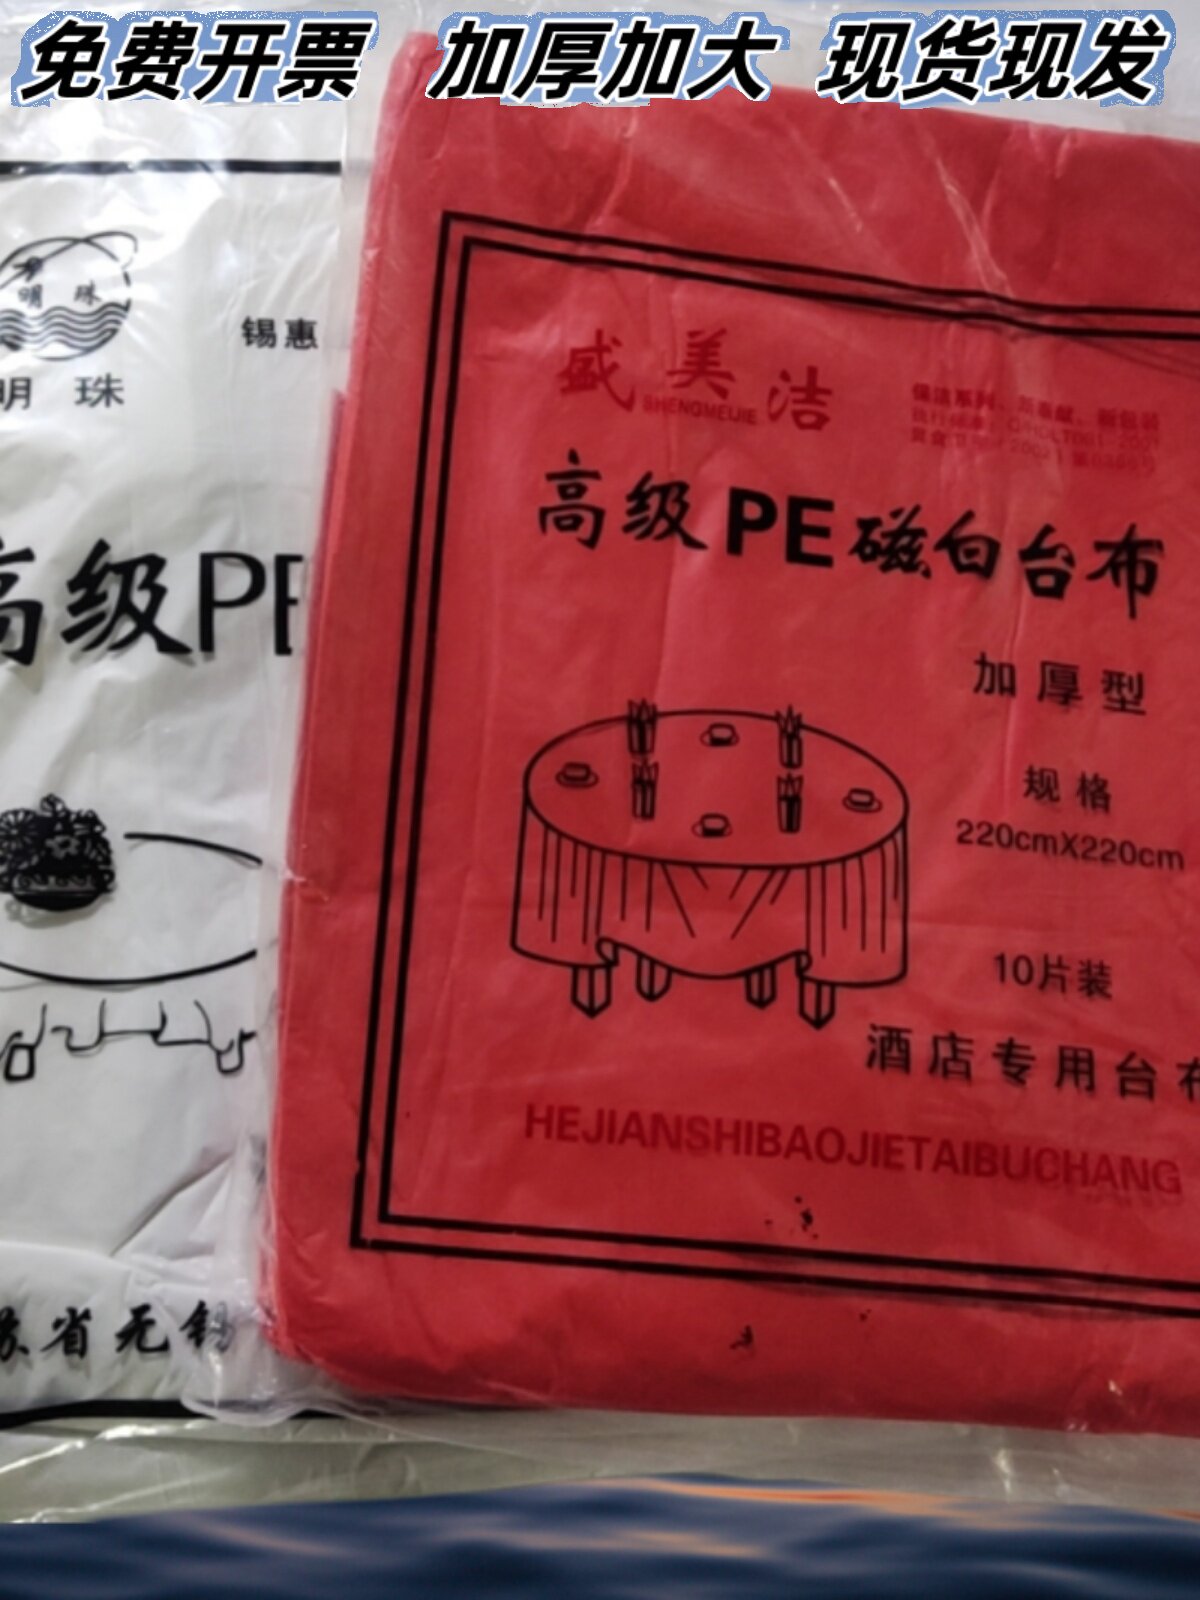 免费开票 加厚加大 现货现发
明珠
锡惠
明 珠
高级PE
省无锡
盛美洁
SHENGMEIJIE
高级PE磁白台布
加厚型
规格
220cmX220cm
10片装
酒店专用台布
HEJIANSHIBAOJIETAIBUCHANG